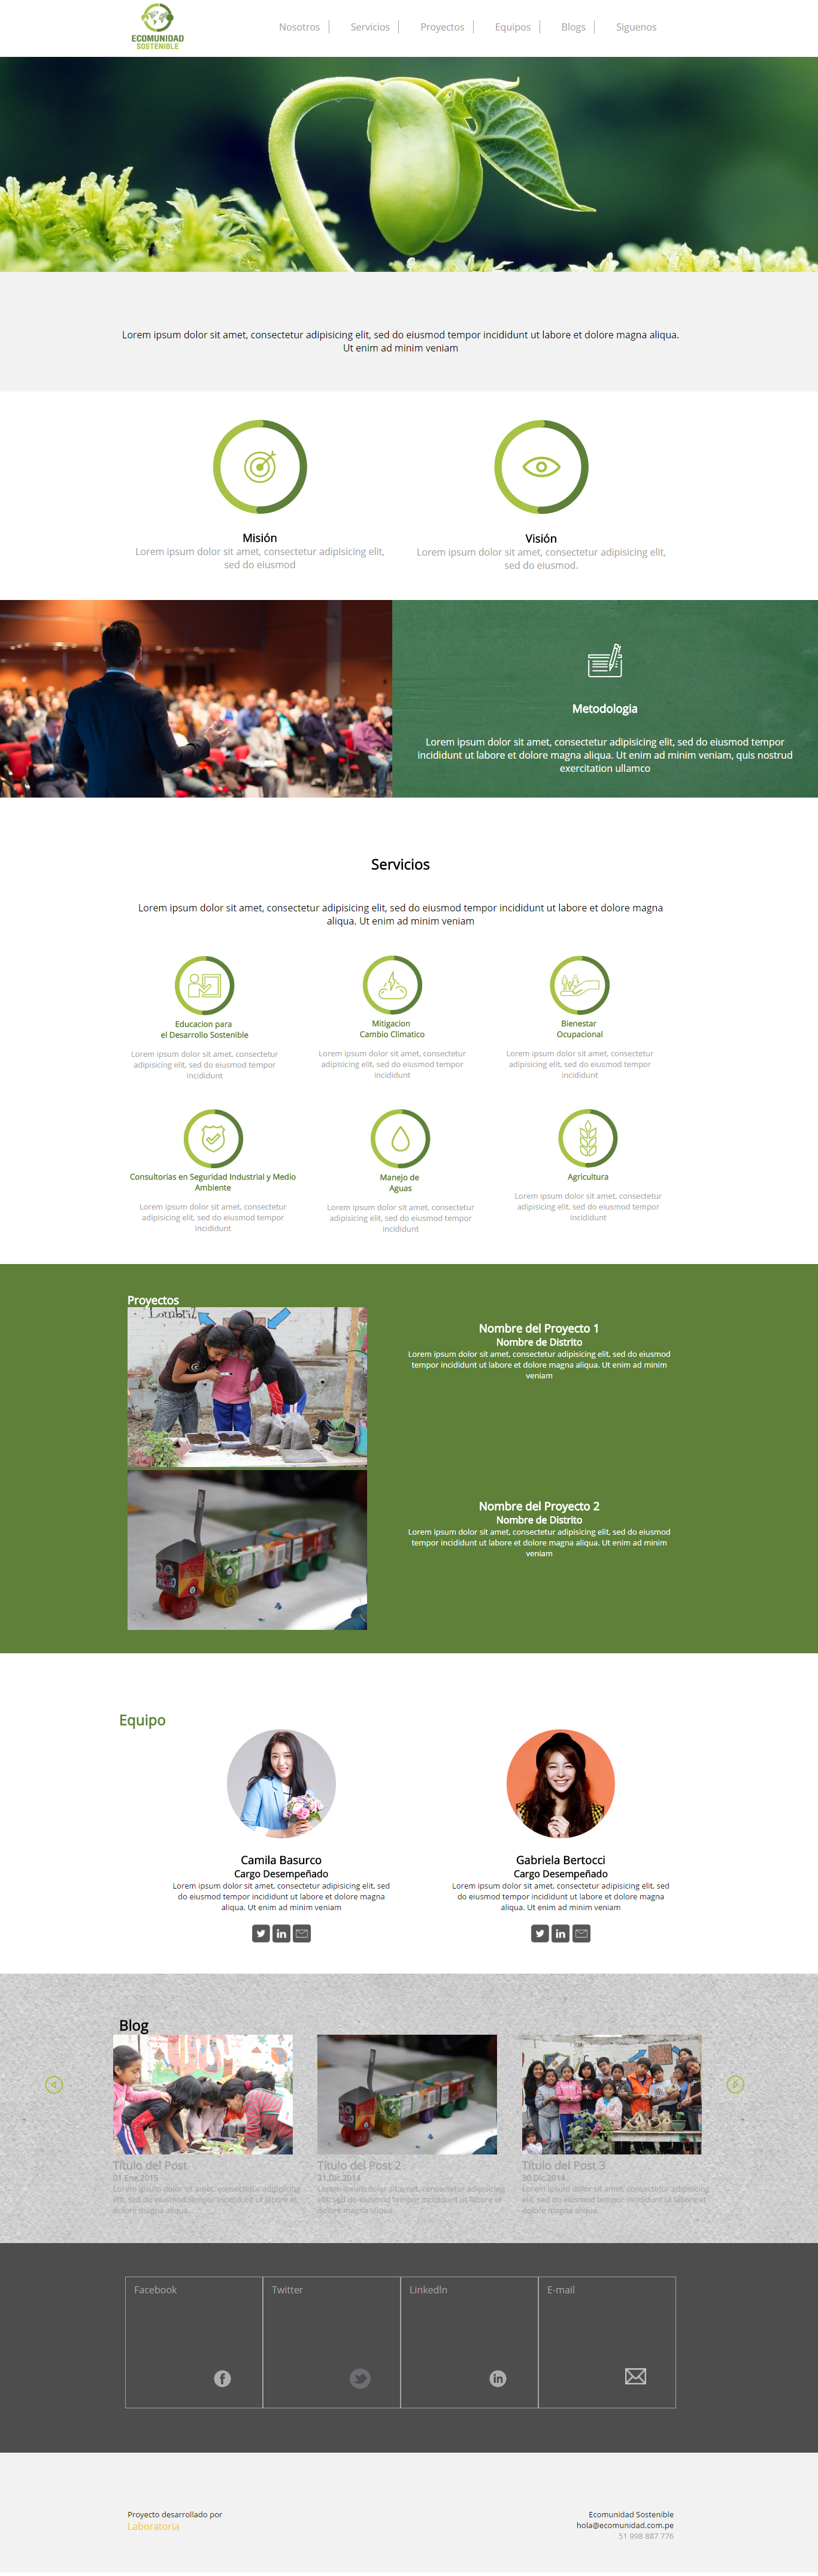 ECOMUNIDAD
SOSTENIBLE
Nosotros
Servicios
Proyectos
Equipos
Blogs
Siguenos
Lorem ipsum dolor sit amet, consectetur adipisicing elit, sed do eiusmod tempor incididunt ut labore et dolore magna aliqua.
Ut enim ad minim veniam
Misión
Lorem ipsum dolor sit amet, consectetur adipisicing elit,
sed do eiusmod
Visión
Lorem ipsum dolor sit amet, consectetur adipisicing elit,
sed do eiusmod.
Metodologia
Lorem ipsum dolor sit amet, consectetur adipisicing elit, sed do eiusmod tempor
incididunt ut labore et dolore magna aliqua. Ut enim ad minim veniam, quis nostrud
exercitation ullamco
Servicios
Lorem ipsum dolor sit amet, consectetur adipisicing elit, sed do eiusmod tempor incididunt ut labore et dolore magna
aliqua. Ut enim ad minim veniam
Educacion para
el Desarrollo Sostenible
Lorem ipsum dolor sit amet, consectetur
adipisicing elit, sed do eiusmod tempor
incididunt
Mitigacion
Cambio Climatico
Lorem ipsum dolor sit amet, consectetur
adipisicing elit, sed do eiusmod tempor
incididunt
Bienestar
Ocupacional
Lorem ipsum dolor sit amet, consectetur
adipisicing elit, sed do eiusmod tempor
incididunt
Consultorias en Seguridad Industrial y Medio
Ambiente
Lorem ipsum dolor sit amet, consectetur
adipisicing elit, sed do eiusmod tempor
incididunt
Manejo de
Aguas
Lorem ipsum dolor sit amet, consectetur
adipisicing elit, sed do eiusmod tempor
incididunt
Agricultura
Lorem ipsum dolor sit amet, consectetur
adipisicing elit, sed do eiusmod tempor
incididunt
Proyectos
Nombre del Proyecto 1
Nombre de Distrito
Lorem ipsum dolor sit amet, consectetur adipisicing elit, sed do eiusmod
tempor incididunt ut labore et dolore magna aliqua. Ut enim ad minim
veniam
Nombre del Proyecto 2
Nombre de Distrito
Lorem ipsum dolor sit amet, consectetur adipisicing elit, sed do eiusmod
tempor incididunt ut labore et dolore magna aliqua. Ut enim ad minim
veniam
Equipo
Camila Basurco
Cargo Desempeñado
Lorem ipsum dolor sit amet, consectetur adipisicing elit, sed
do eiusmod tempor incididunt ut labore et dolore magna
aliqua. Ut enim ad minim veniam
Gabriela Bertocci
Cargo Desempeñado
Lorem ipsum dolor sit amet, consectetur adipisicing elit, sed
do eiusmod tempor incididunt ut labore et dolore magna
aliqua. Ut enim ad minim veniam
Blog
Título del Post
01.Ene.2015
Lorem ipsum dolor sit amet, consectetur adipisicing
elit, sed do eiusmod tempor incididunt ut labore et
dolore magna aliqua.
Título del Post 2
31.Dic.2014
Lorem ipsum dolor sit amet, consectetur adipisicing
elit, sed do eiusmod tempor incididunt ut labore et
dolore magna aliqua.
Título del Post 3
30.Dic.2014
Lorem ipsum dolor sit amet, consectetur adipisicing
elit, sed do eiusmod tempor incididunt ut labore et
dolore magna aliqua.
Facebook
Twitter
LinkedIn
E-mail
Proyecto desarrollado por
Laboratoria
Ecomunidad Sostenible
hola@ecomunidad.com.pe
51 998 887 776